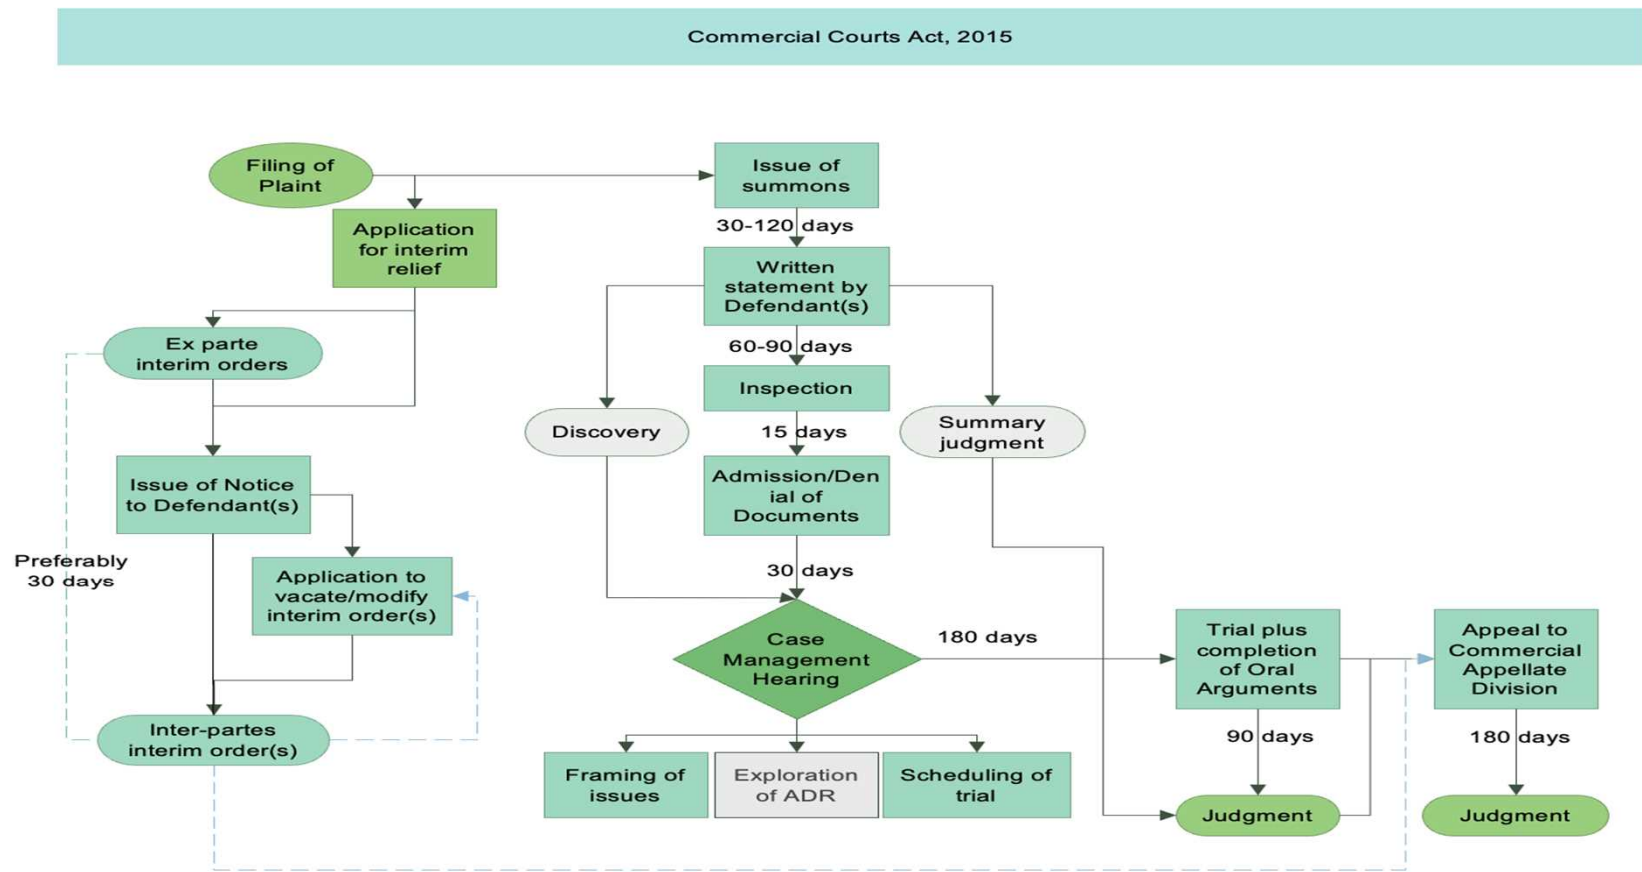 Commercial Courts Act, 2015
Filing of
Plaint
Issue of
summons
Application
for interim
relief
30-120 days
Written
statement by
Defendant(s)
Ex parte
interim orders
60-90 days
Inspection
Discovery
15 days
Summary
judgment
Issue of Notice
to Defendant(s)
Admission/Den
ial of
Documents
Preferably
30 days
Application to
vacate/modify
interim order(s)
30 days
Case
Management
Hearing
180 days
Trial plus
completion
of Oral
Arguments
Appeal to
Commercial
Appellate
Division
Inter-partes
interim order(s)
90 days
180 days
Framing of
issues
Exploration
of ADR
Scheduling of
trial
Judgment
Judgment